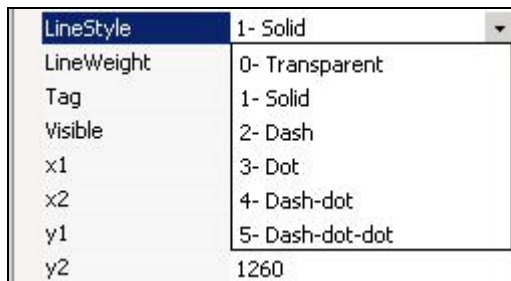 LineStyle 1- Solid
LineWeight 0- Transparent
Tag 1- Solid
Visible 2- Dash
x1 3- Dot
x2 4- Dash-dot
y1 5- Dash-dot-dot
y2 1260